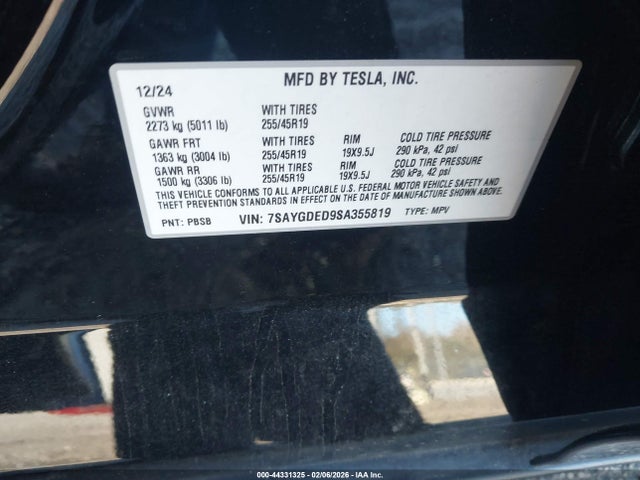 MFD BY TESLA, INC.
12/24
GVWR WITH TIRES
2273 kg (5011 lb) 255/45R19
GAWR FRT WITH TIRES RIM COLD TIRE PRESSURE
1363 kg (3004 lb) 255/45R19 19X9.5J 290 kPa, 42 psi
GAWR RR WITH TIRES RIM COLD TIRE PRESSURE
1500 kg (3306 lb) 255/45R19 19X9.5J 290 kPa, 42 psi
THIS VEHICLE CONFORMS TO ALL APPLICABLE U.S. FEDERAL MOTOR VEHICLE SAFETY AND
THEFT PREVENTION STANDARDS IN EFFECT ON THE DATE OF MANUFACTURE SHOWN ABOVE.
PNT: PBSB VIN: 7SAYGDED9SA355819 TYPE: MPV
000-44331325 | 02/06/2026 - IAA Inc.